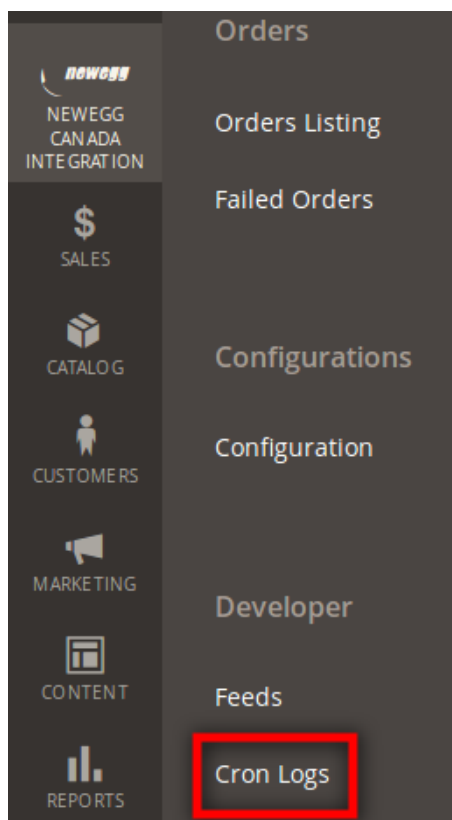 newegg
NEWEGG
CANADA
INTEGRATION
SALES
CATALOG
CUSTOMERS
MARKETING
CONTENT
REPORTS
Orders
Orders Listing
Failed Orders
Configurations
Configuration
Developer
Feeds
Cron Logs